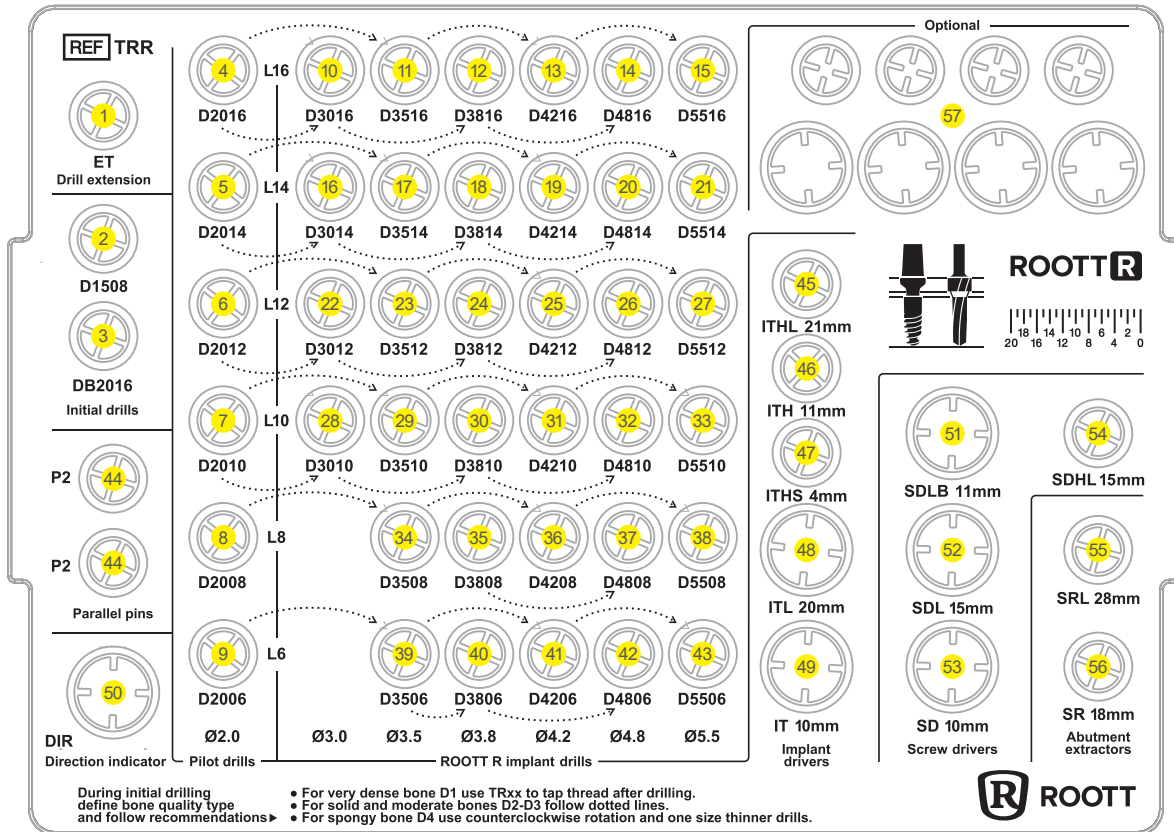 REF TRR
Optional
4 L16 10 11 12 13 14 15
D2016 D3016 D3516 D3816 D4216 D4816 D5516
1
ET
Drill extension
57
5 L14 16 17 18 19 20 21
D2014 D3014 D3514 D3814 D4214 D4814 D5514
2
D1508
3
DB2016
Initial drills
6 L12 22 23 24 25 26 27
D2012 D3012 D3512 D3812 D4212 D4812 D5512
7 L10 28 29 30 31 32 33
D2010 D3010 D3510 D3810 D4210 D4810 D5510
P2 44
P2 44
Parallel pins
8 L8 34 35 36 37 38
D2008 D3508 D3808 D4208 D4808 D5508
9 L6 39 40 41 42 43
D2006 D3506 D3806 D4206 D4806 D5506
50
DIR
Direction indicator
Ø2.0 Ø3.0 Ø3.5 Ø3.8 Ø4.2 Ø4.8 Ø5.5
Pilot drills
ROOTT R implant drills
45
ITHL 21mm
46
ITH 11mm
47
ITHS 4mm
48
ITL 20mm
49
IT 10mm
Implant
drivers
ROOTT R
18 14 10 6 2
20 16 12 8 4 0
51
SDLB 11mm
52
SDL 15mm
53
SD 10mm
Screw drivers
54
SDHL 15mm
55
SRL 28mm
56
SR 18mm
Abutment
extractors
During initial drilling
define bone quality type
and follow recommendations ▶
• For very dense bone D1 use TRxx to tap thread after drilling.
• For solid and moderate bones D2-D3 follow dotted lines.
• For spongy bone D4 use counterclockwise rotation and one size thinner drills.
R ROOTT